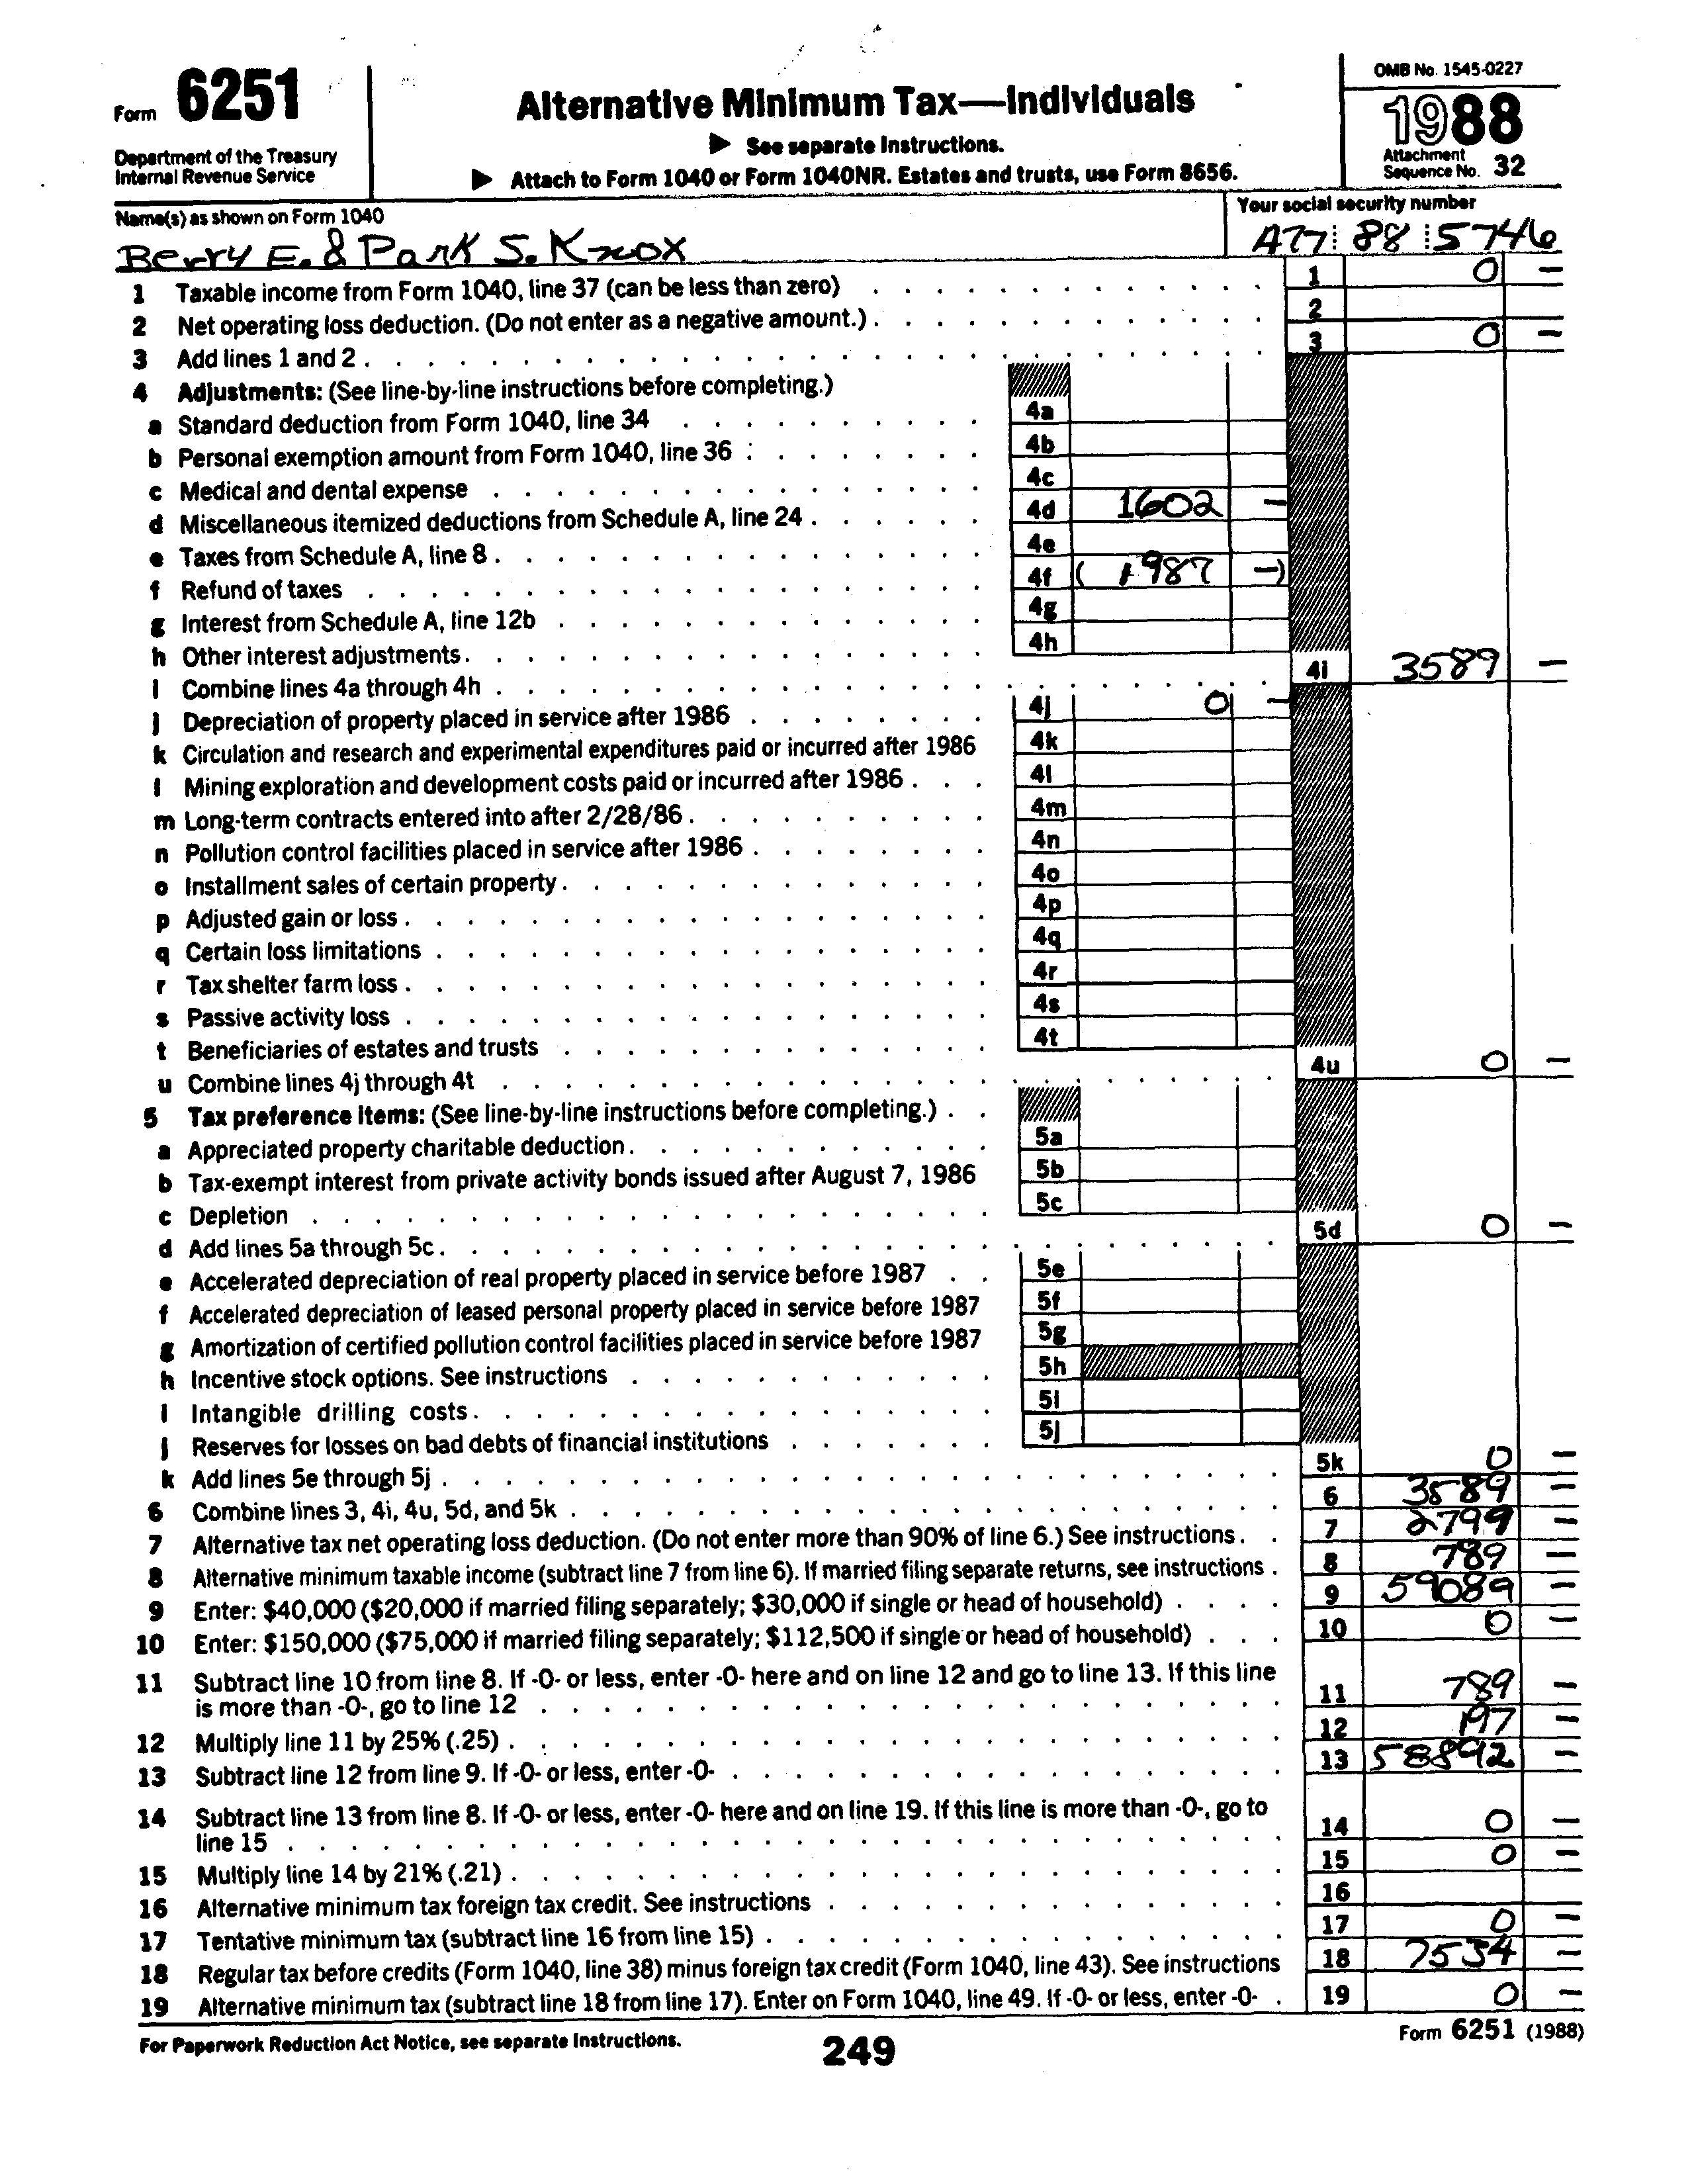 Form 6251
Department of the Treasury
Internal Revenue Service
Alternative Minimum Tax—Individuals
▶ See separate Instructions.
▶ Attach to Form 1040 or Form 1040NR. Estates and trusts, use Form 8656.
OMB No. 1545-0227
1988
Attachment
Sequence No. 32
Name(s) as shown on Form 1040
Berry E. & Park S. Knox
Your social security number
A77 88 5746
1 Taxable income from Form 1040, line 37 (can be less than zero) 1 0 –
2 Net operating loss deduction. (Do not enter as a negative amount.) 2
3 Add lines 1 and 2 3 0 –
4 Adjustments: (See line-by-line instructions before completing.)
a Standard deduction from Form 1040, line 34 4a
b Personal exemption amount from Form 1040, line 36 4b
c Medical and dental expense 4c
d Miscellaneous itemized deductions from Schedule A, line 24 4d 1602 –
e Taxes from Schedule A, line 8 4e
f Refund of taxes 4f ( 1987 –)
g Interest from Schedule A, line 12b 4g
h Other interest adjustments 4h
i Combine lines 4a through 4h 4i 3589 –
j Depreciation of property placed in service after 1986 4j 0 –
k Circulation and research and experimental expenditures paid or incurred after 1986 4k
l Mining exploration and development costs paid or incurred after 1986 4l
m Long-term contracts entered into after 2/28/86 4m
n Pollution control facilities placed in service after 1986 4n
o Installment sales of certain property 4o
p Adjusted gain or loss 4p
q Certain loss limitations 4q
r Tax shelter farm loss 4r
s Passive activity loss 4s
t Beneficiaries of estates and trusts 4t
u Combine lines 4j through 4t 4u 0 –
5 Tax preference items: (See line-by-line instructions before completing.)
a Appreciated property charitable deduction 5a
b Tax-exempt interest from private activity bonds issued after August 7, 1986 5b
c Depletion 5c
d Add lines 5a through 5c 5d 0 –
e Accelerated depreciation of real property placed in service before 1987 5e
f Accelerated depreciation of leased personal property placed in service before 1987 5f
g Amortization of certified pollution control facilities placed in service before 1987 5g
h Incentive stock options. See instructions 5h
i Intangible drilling costs 5i
j Reserves for losses on bad debts of financial institutions 5j
k Add lines 5e through 5j 5k 0 –
6 Combine lines 3, 4i, 4u, 5d, and 5k 6 3589 –
7 Alternative tax net operating loss deduction. (Do not enter more than 90% of line 6.) See instructions 7 2799 –
8 Alternative minimum taxable income (subtract line 7 from line 6). If married filing separate returns, see instructions 8 789 –
9 Enter: $40,000 ($20,000 if married filing separately; $30,000 if single or head of household) 9 59089 –
10 Enter: $150,000 ($75,000 if married filing separately; $112,500 if single or head of household) 10 0 –
11 Subtract line 10 from line 8. If -0- or less, enter -0- here and on line 12 and go to line 13. If this line
is more than -0-, go to line 12 11 789 –
12 Multiply line 11 by 25% (.25) 12 197 –
13 Subtract line 12 from line 9. If -0- or less, enter -0- 13 58892 –
14 Subtract line 13 from line 8. If -0- or less, enter -0- here and on line 19. If this line is more than -0-, go to
line 15 14 0 –
15 Multiply line 14 by 21% (.21) 15 0 –
16 Alternative minimum tax foreign tax credit. See instructions 16
17 Tentative minimum tax (subtract line 16 from line 15) 17 0 –
18 Regular tax before credits (Form 1040, line 38) minus foreign tax credit (Form 1040, line 43). See instructions 18 7534 –
19 Alternative minimum tax (subtract line 18 from line 17). Enter on Form 1040, line 49. If -0- or less, enter -0- 19 0 –
For Paperwork Reduction Act Notice, see separate Instructions.
249
Form 6251 (1988)